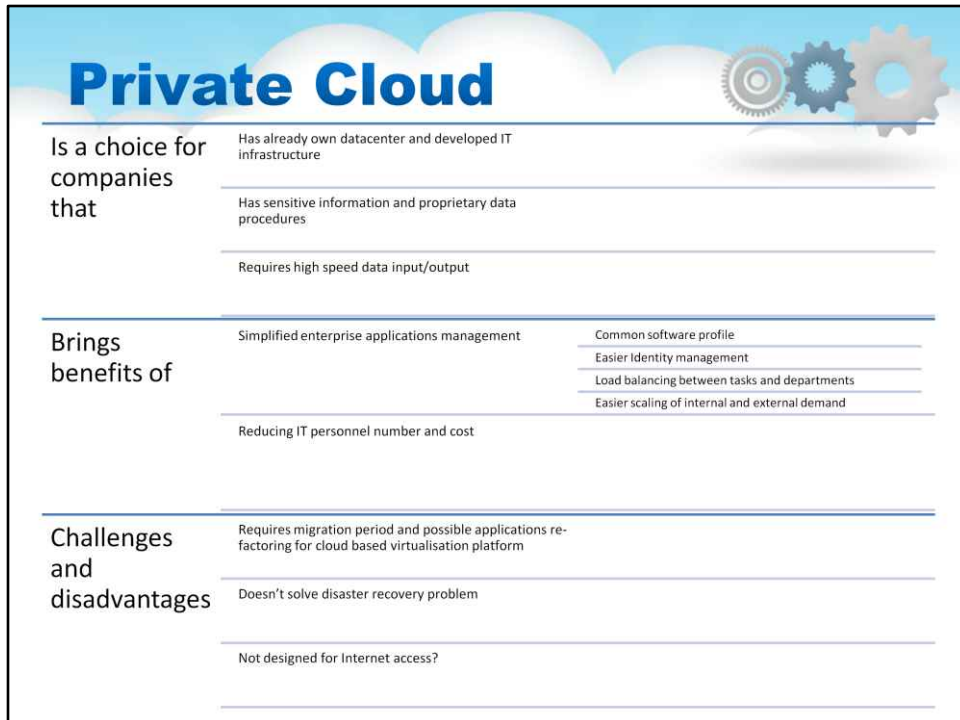 Private Cloud
Is a choice for
companies
that
Has already own datacenter and developed IT
infrastructure
Has sensitive information and proprietary data
procedures
Requires high speed data input/output
Brings
benefits of
Simplified enterprise applications management
Common software profile
Easier Identity management
Load balancing between tasks and departments
Easier scaling of internal and external demand
Reducing IT personnel number and cost
Challenges
and
disadvantages
Requires migration period and possible applications re-
factoring for cloud based virtualisation platform
Doesn’t solve disaster recovery problem
Not designed for Internet access?